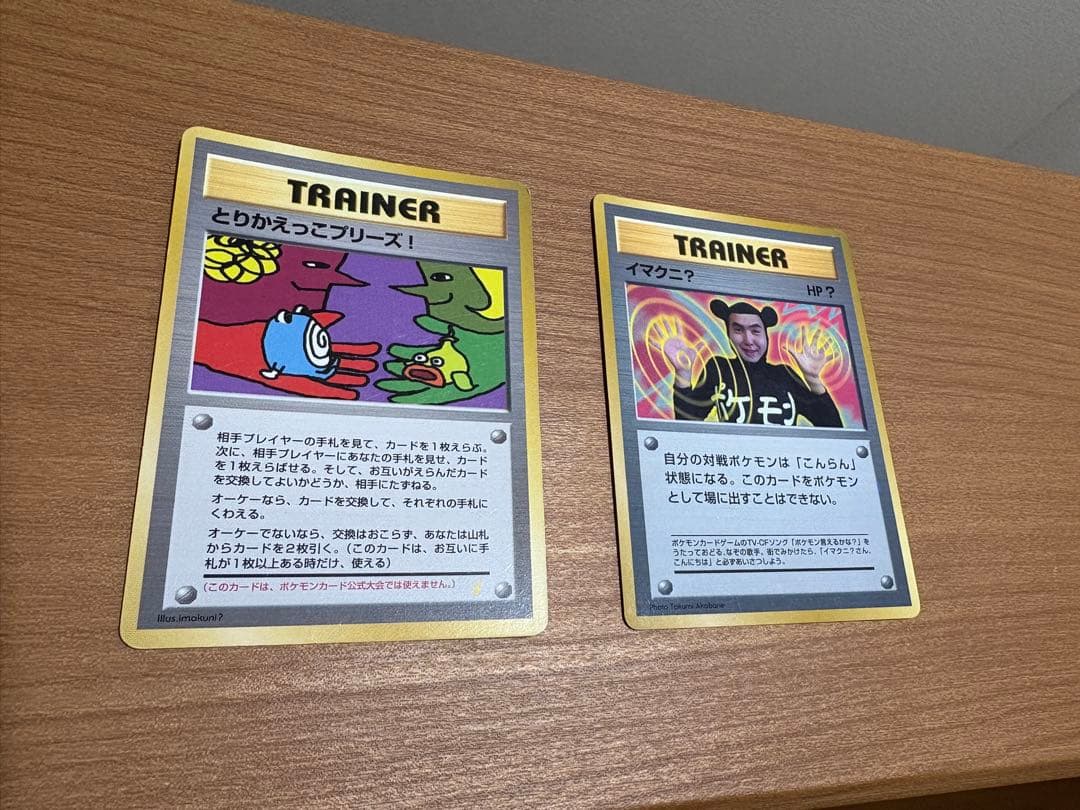 TRAINER
とりかえっこプリーズ！
相手プレイヤーの手札を見て、カードを1枚えらぶ。
次に、相手プレイヤーにあなたの手札を見せ、カード
を1枚えらばせる。そして、お互いがえらんだカード
を交換してよいかどうか、相手にたずねる。
オーケーなら、カードを交換して、それぞれの手札に
くわえる。
オーケーでないなら、交換はおこらず、あなたは山札
からカードを2枚引く。（このカードは、お互いに手
札が1枚以上ある時だけ、使える）
（このカードは、ポケモンカード公式大会では使えません。）
Illus.imakuni?
TRAINER
イマクニ？
HP？
ポケモン
自分の対戦ポケモンは「こんらん」
状態になる。このカードをポケモン
として場に出すことはできない。
ポケモンカードゲームのTV-CFソング「ポケモン言えるかな？」を
うたっておどる、なぞの歌手。街でみかけたら、「イマクニ？さん、
こんにちは」と必ずあいさつしよう。
Photo Takumi Akabane